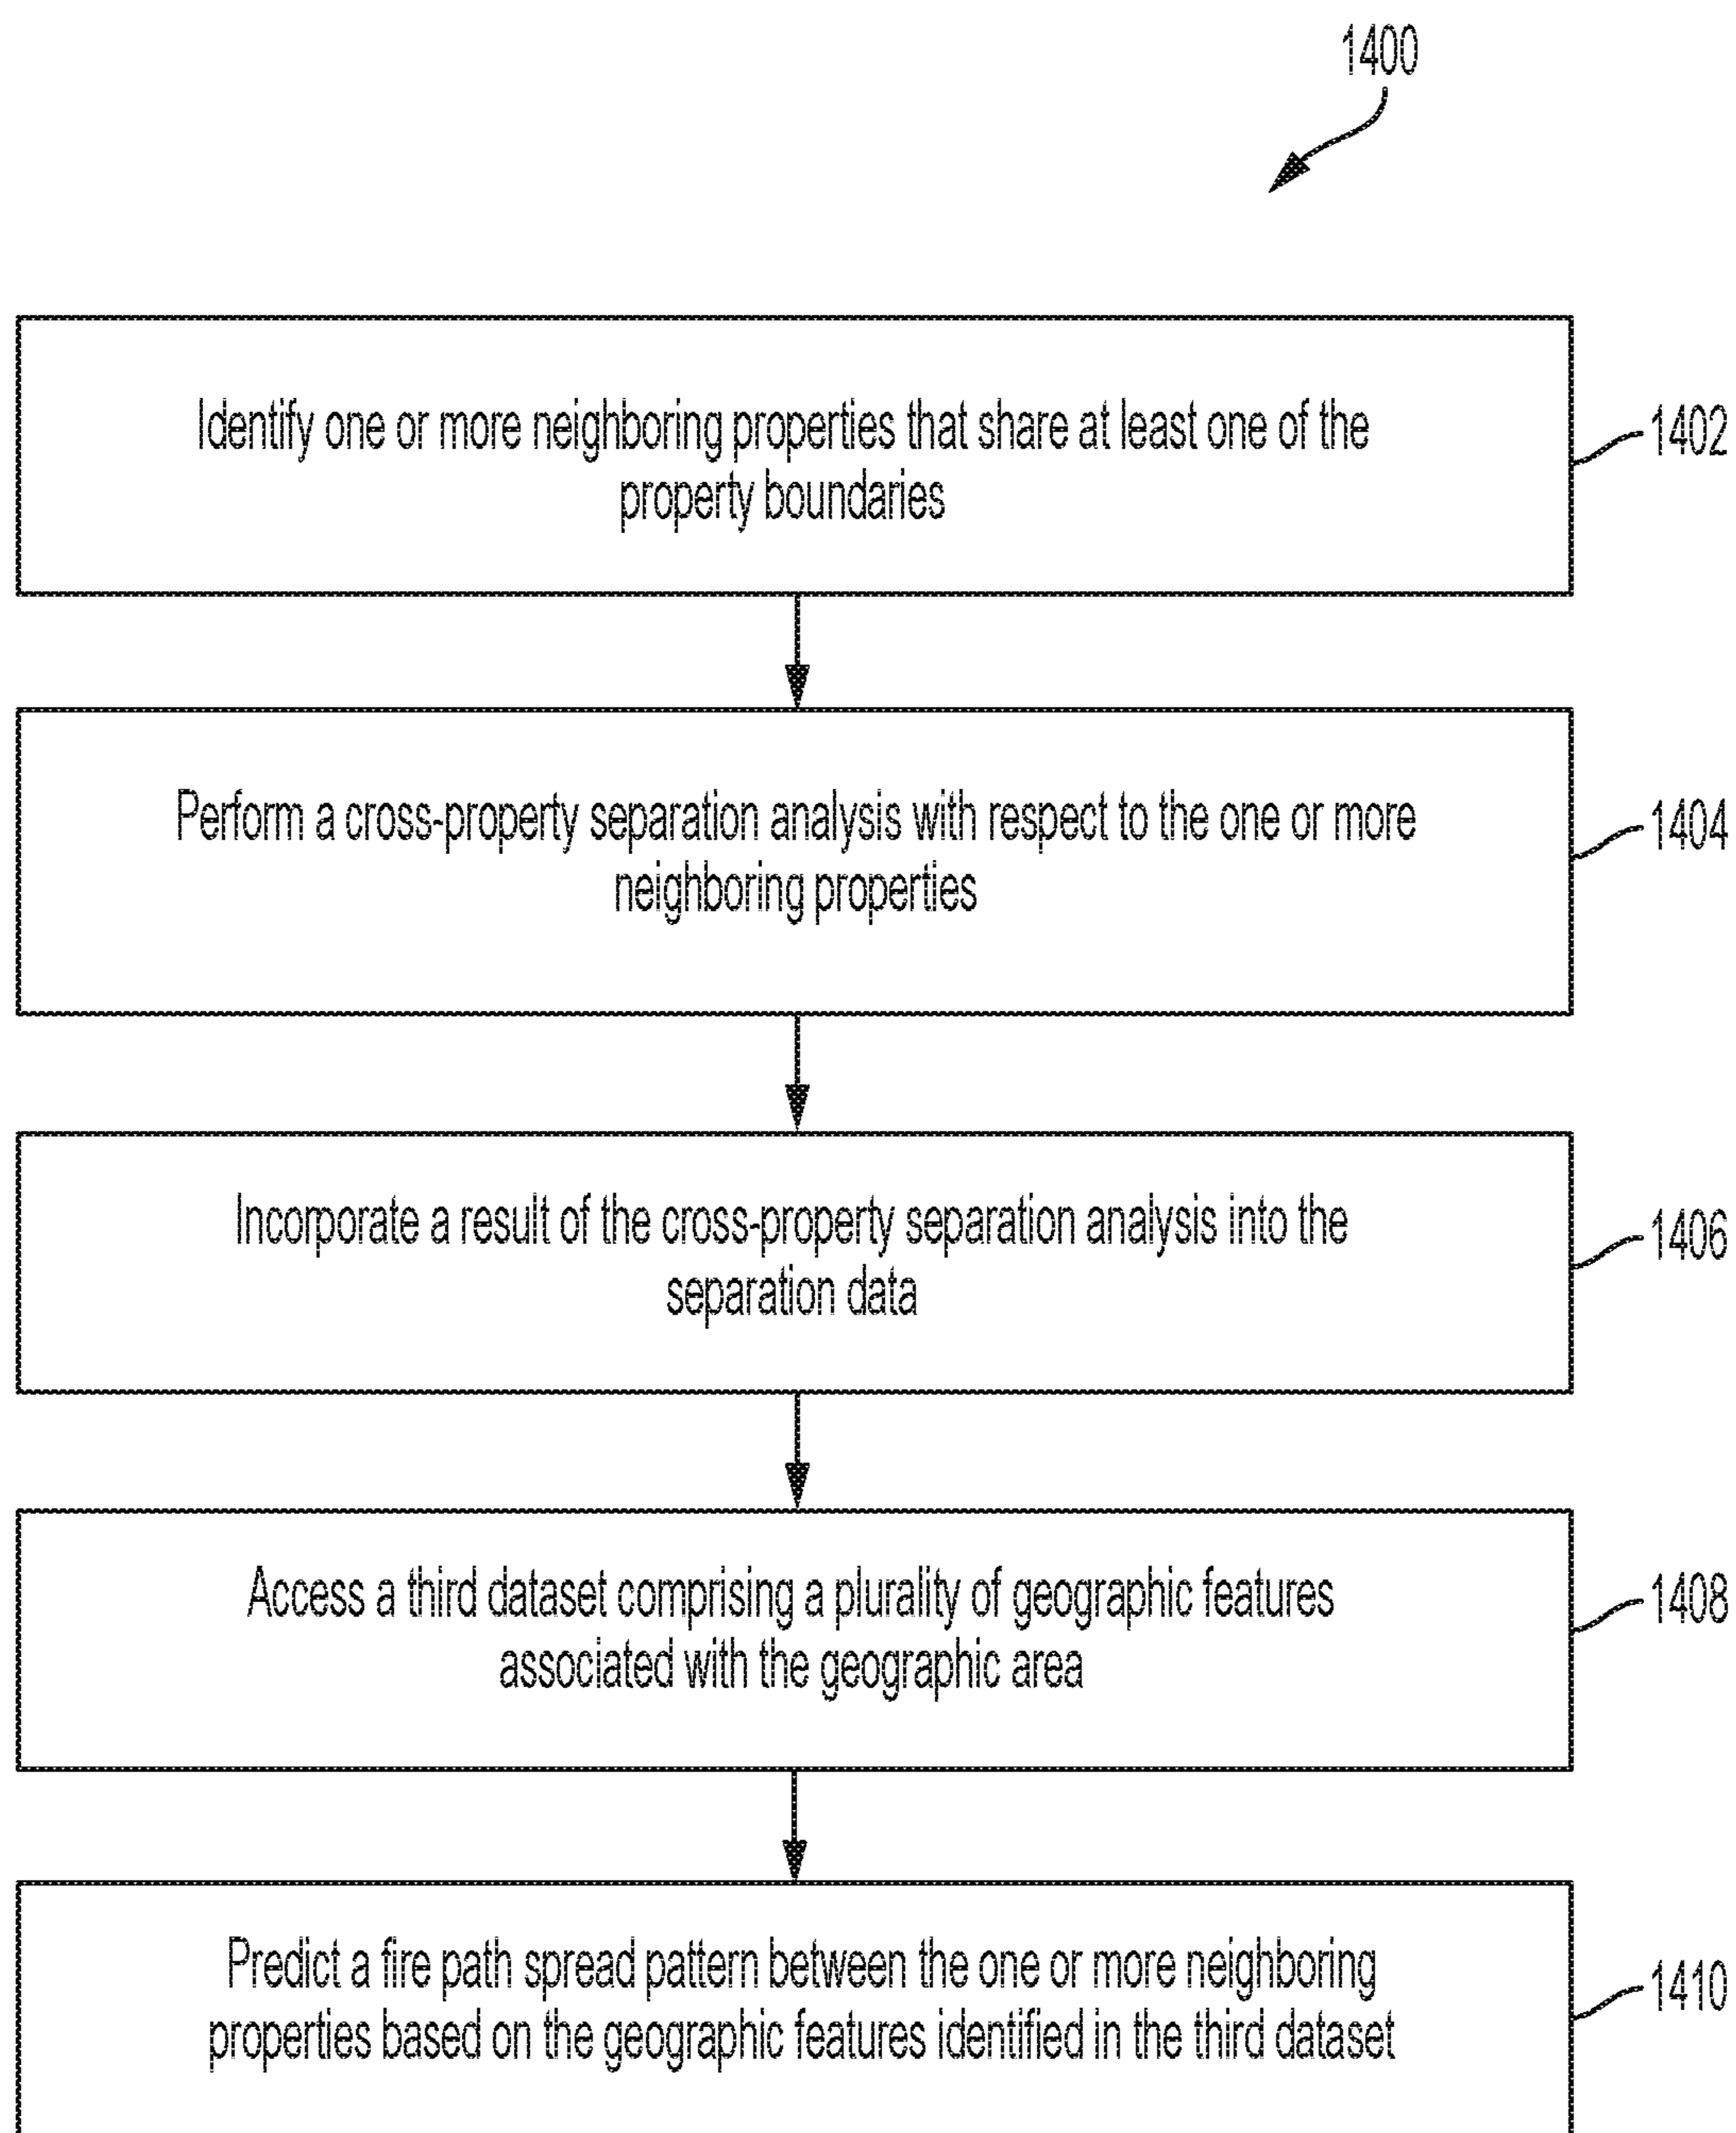 1400
Identify one or more neighboring properties that share at least one of the
property boundaries
1402
Perform a cross-property separation analysis with respect to the one or more
neighboring properties
1404
Incorporate a result of the cross-property separation analysis into the
separation data
1406
Access a third dataset comprising a plurality of geographic features
associated with the geographic area
1408
Predict a fire path spread pattern between the one or more neighboring
properties based on the geographic features identified in the third dataset
1410